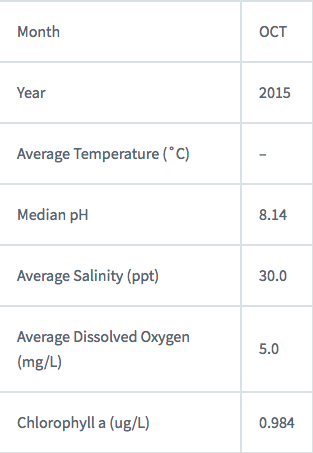 Month OCT
Year 2015
Average Temperature (˚C) –
Median pH 8.14
Average Salinity (ppt) 30.0
Average Dissolved Oxygen
(mg/L) 5.0
Chlorophyll a (ug/L) 0.984